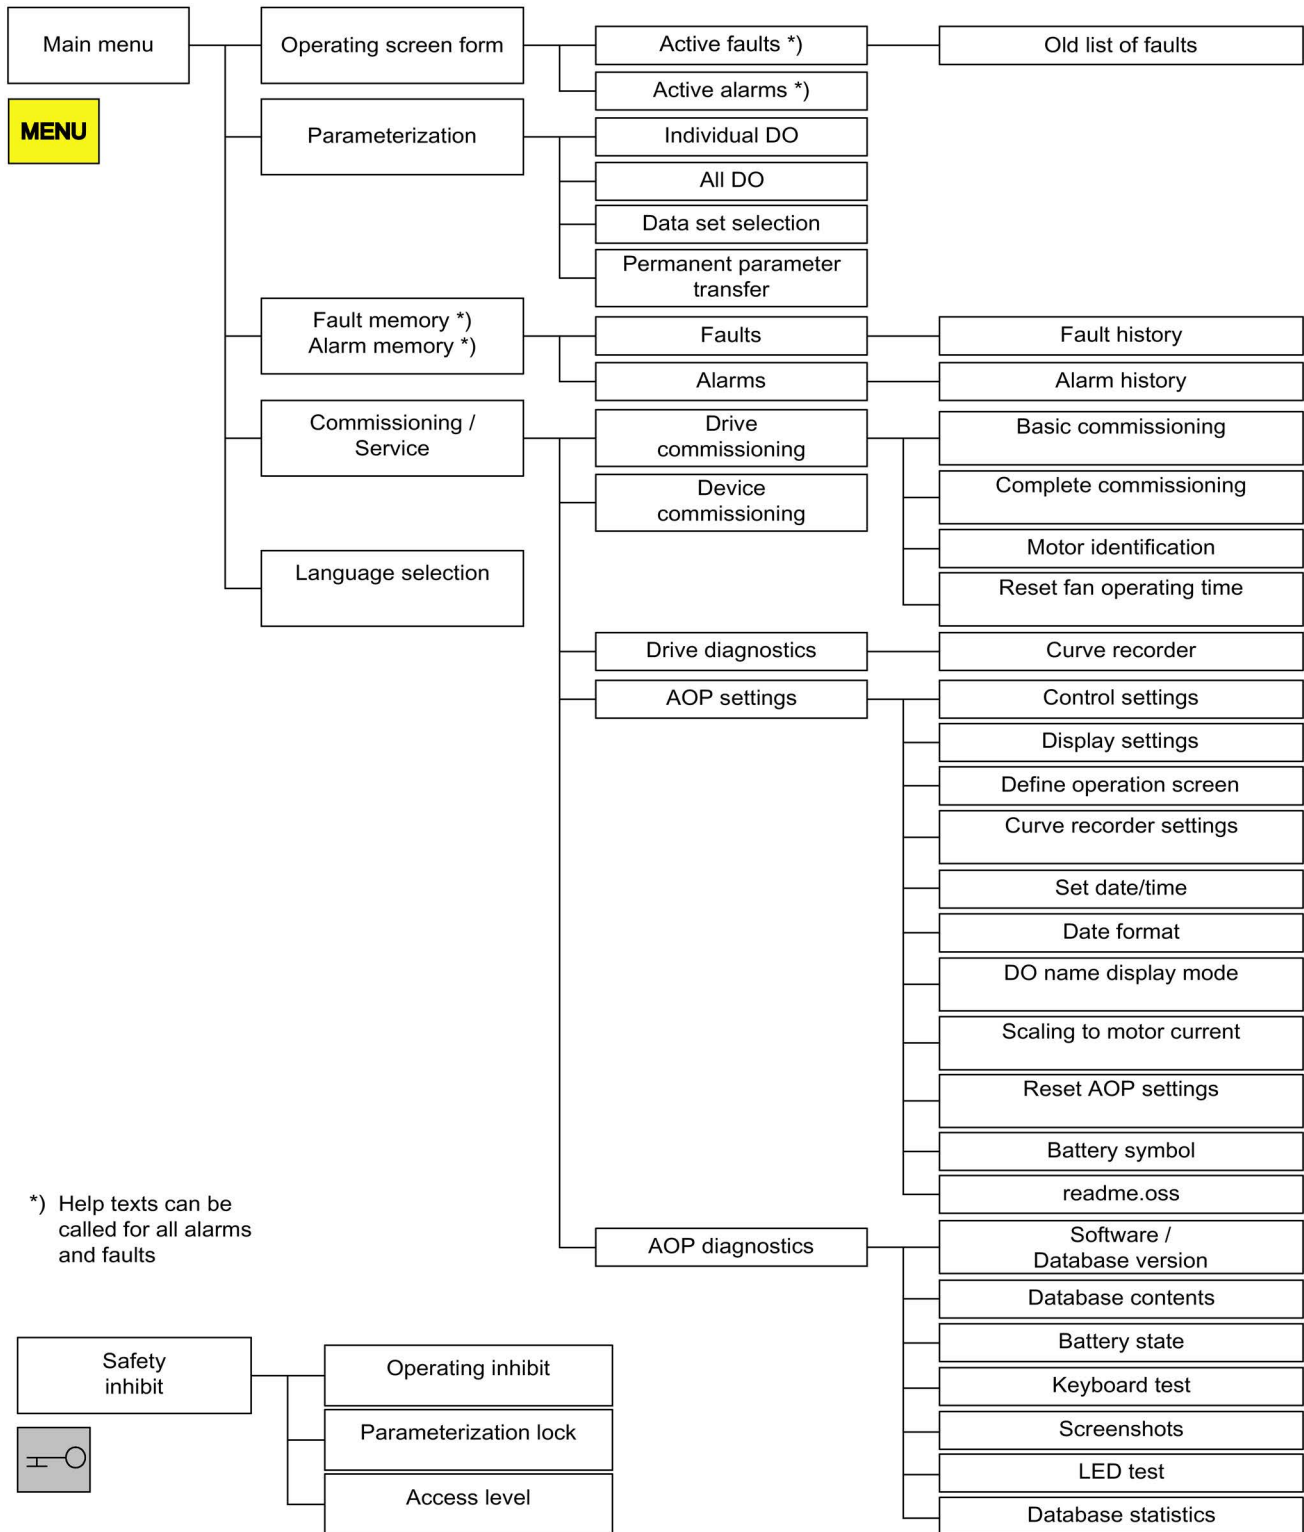 Main menu
MENU
Operating screen form
Active faults *)
Old list of faults
Active alarms *)
Parameterization
Individual DO
All DO
Data set selection
Permanent parameter
transfer
Fault memory *)
Alarm memory *)
Faults
Fault history
Alarms
Alarm history
Commissioning /
Service
Drive
commissioning
Basic commissioning
Complete commissioning
Motor identification
Reset fan operating time
Device
commissioning
Drive diagnostics
Curve recorder
AOP settings
Control settings
Display settings
Define operation screen
Curve recorder settings
Set date/time
Date format
DO name display mode
Scaling to motor current
Reset AOP settings
Battery symbol
readme.oss
AOP diagnostics
Software /
Database version
Database contents
Battery state
Keyboard test
Screenshots
LED test
Database statistics
Language selection
*) Help texts can be
called for all alarms
and faults
Safety
inhibit
Operating inhibit
Parameterization lock
Access level